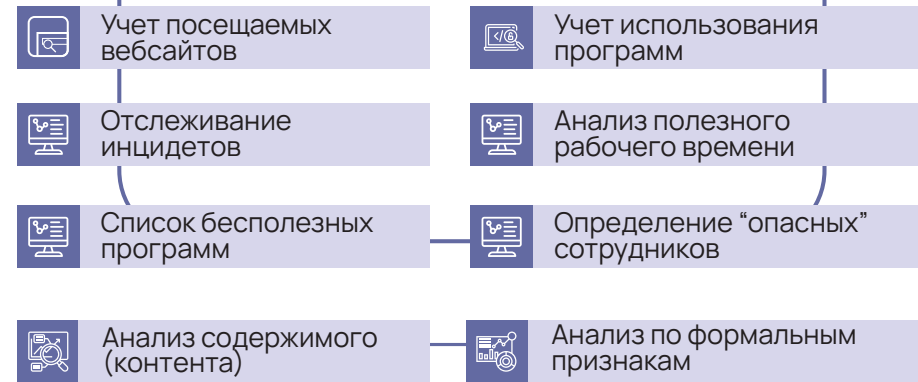 Учет посещаемых
вебсайтов
Учет использования
программ
Отслеживание
инцидетов
Анализ полезного
рабочего времени
Список бесполезных
программ
Определение “опасных”
сотрудников
Анализ содержимого
(контента)
Анализ по формальным
признакам